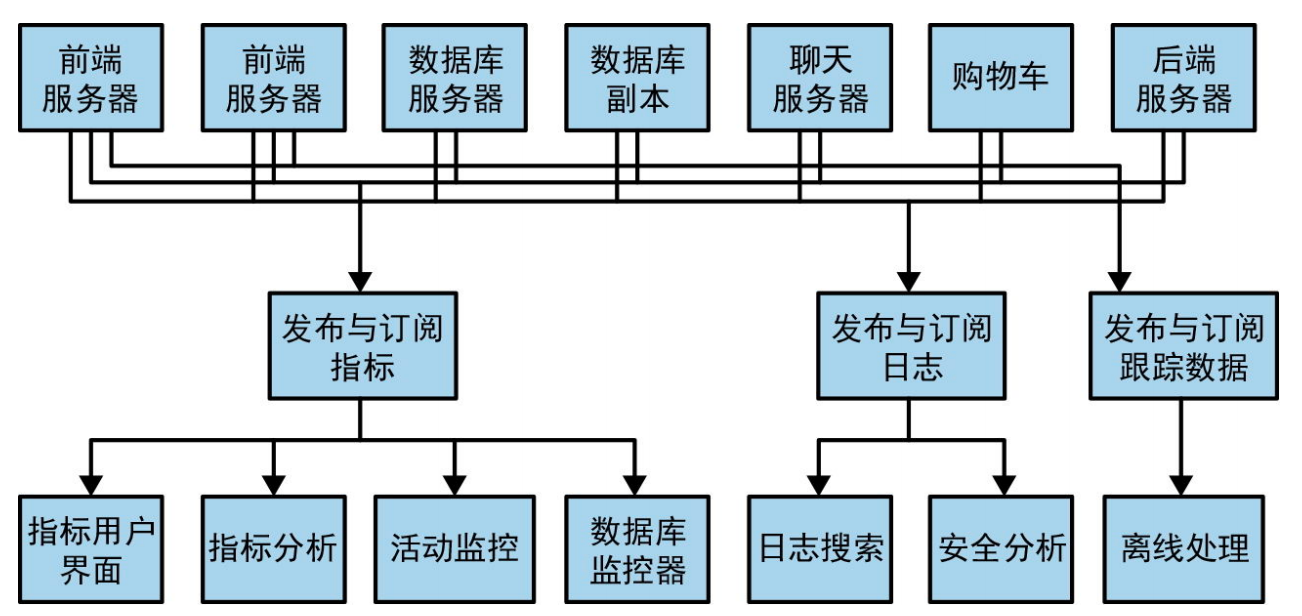 前端
服务器
前端
服务器
数据库
服务器
数据库
副本
聊天
服务器
购物车
后端
服务器
发布与订阅
指标
发布与订阅
日志
发布与订阅
跟踪数据
指标用户
界面
指标分析
活动监控
数据库
监控器
日志搜索
安全分析
离线处理